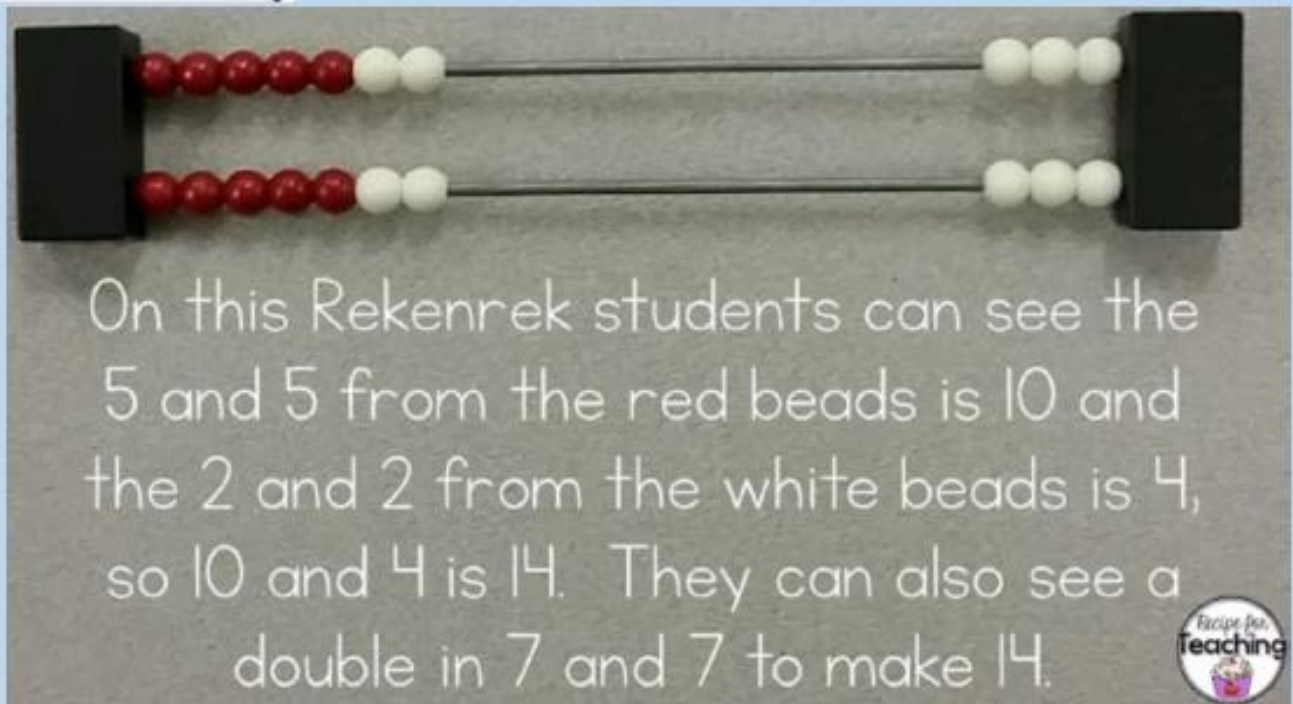 On this Rekenrek students can see the
5 and 5 from the red beads is 10 and
the 2 and 2 from the white beads is 4,
so 10 and 4 is 14. They can also see a
double in 7 and 7 to make 14.
Recipe for
Teaching